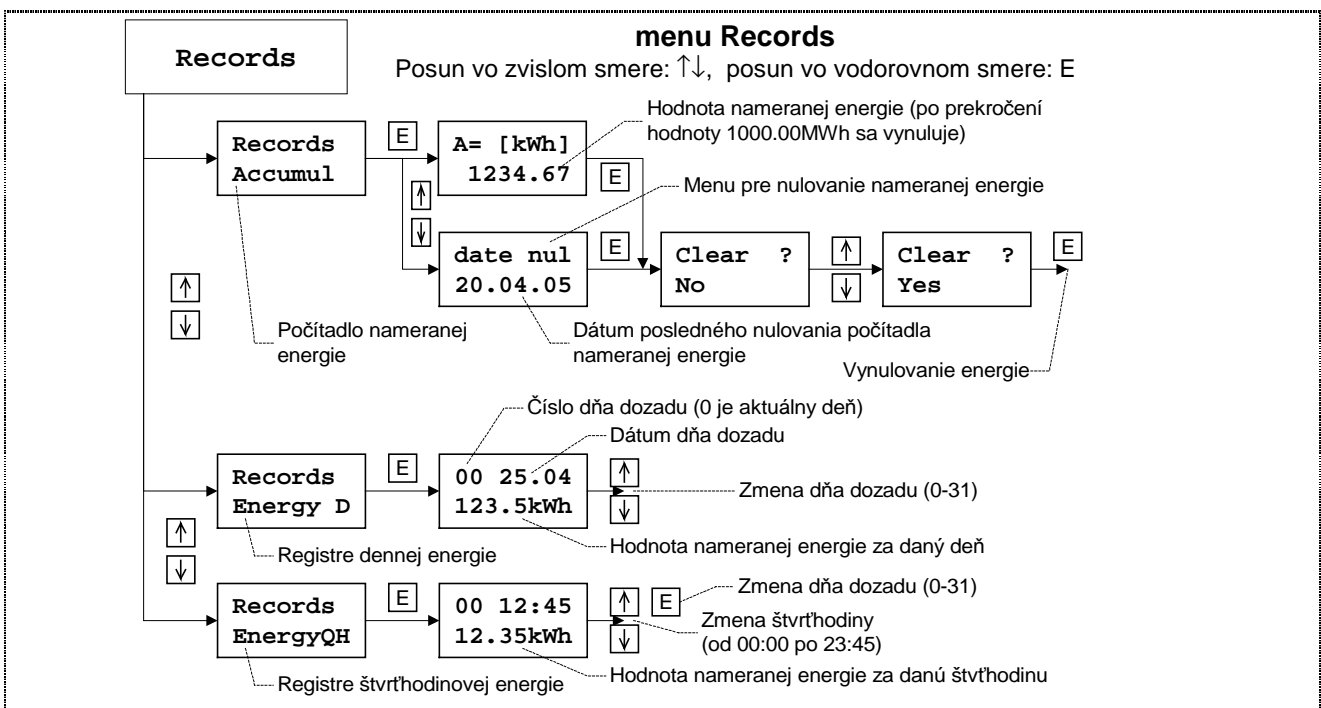 Records
menu Records
Posun vo zvislom smere: ↑↓, posun vo vodorovnom smere: E
Hodnota nameranej energie (po prekročení
hodnoty 1000.00MWh sa vynuluje)
Records
Accumul
E
A= [kWh]
1234.67
E
↑
↓
Menu pre nulovanie nameranej energie
date nul
20.04.05
E
Clear ?
No
↑
↓
Clear ?
Yes
E
↑
↓
Počítadlo nameranej
energie
Dátum posledného nulovania počítadla
nameranej energie
Vynulovanie energie
Číslo dňa dozadu (0 je aktuálny deň)
Dátum dňa dozadu
Records
Energy D
E
00 25.04
123.5kWh
↑
↓
Zmena dňa dozadu (0-31)
Hodnota nameranej energie za daný deň
Registre dennej energie
↑
↓
Records
EnergyQH
E
00 12:45
12.35kWh
↑
↓
E
Zmena dňa dozadu (0-31)
Zmena štvrťhodiny
(od 00:00 po 23:45)
Hodnota nameranej energie za danú štvťhodinu
Registre štvrťhodinovej energie